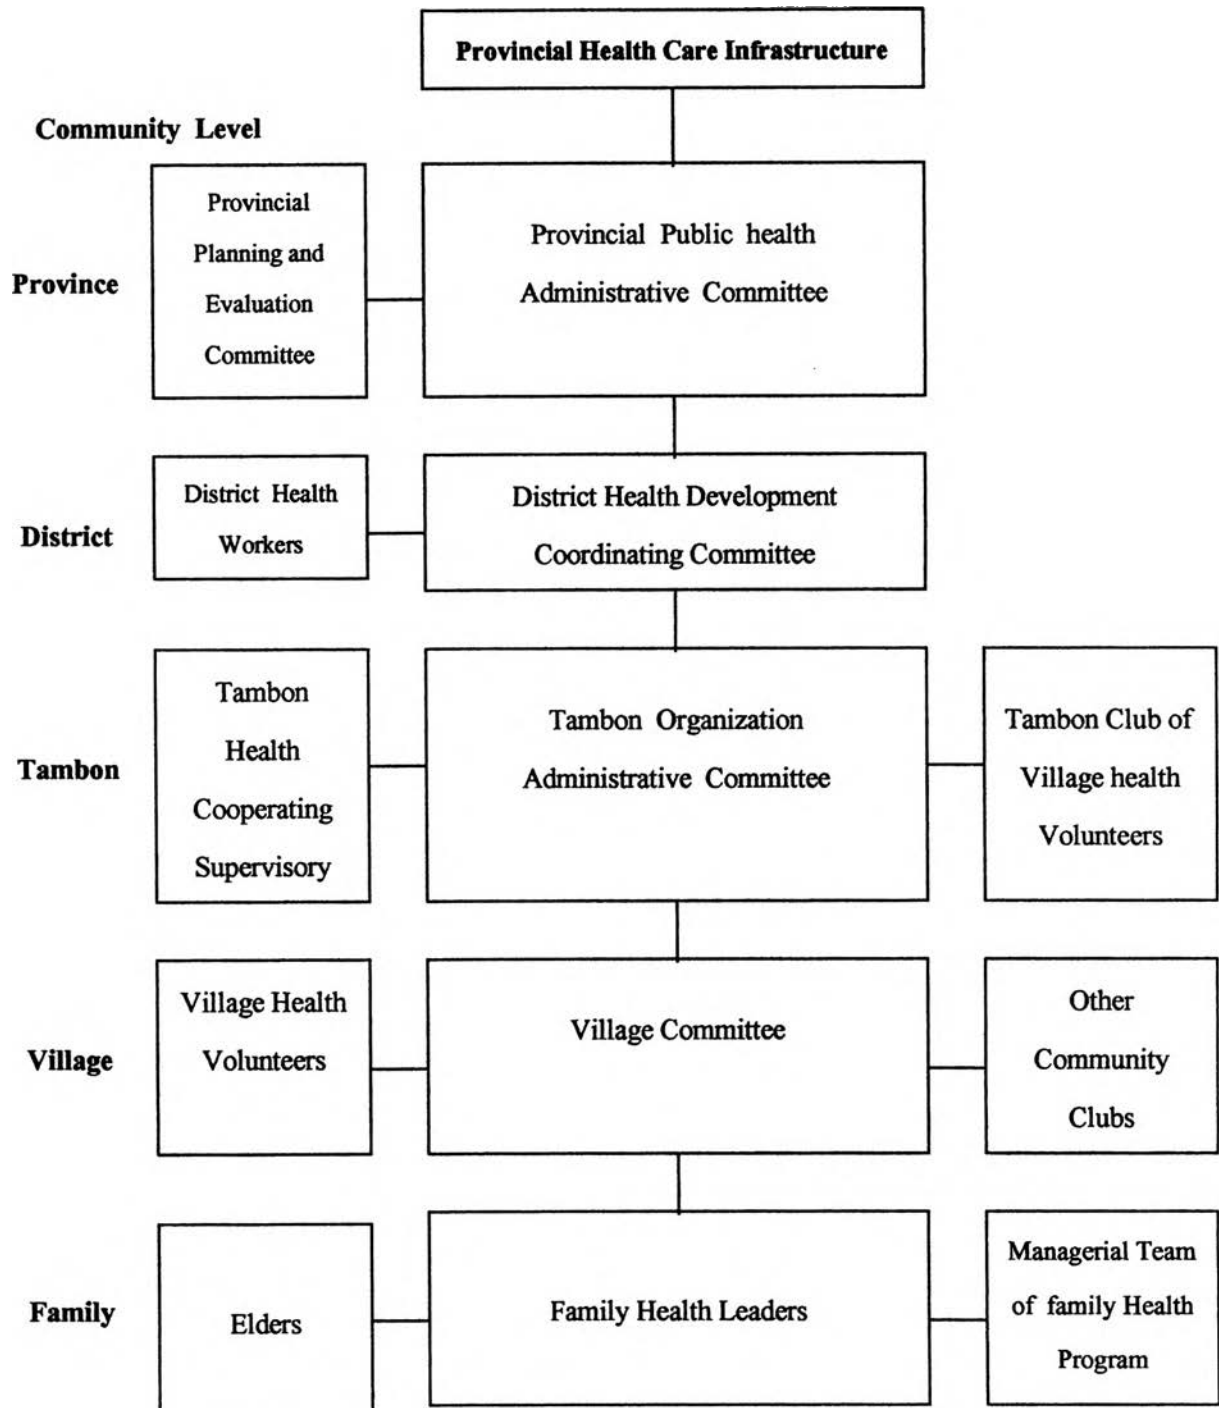 Provincial Health Care Infrastructure
Community Level
Province
Provincial
Planning and
Evaluation
Committee
Provincial Public health
Administrative Committee
District
District Health
Workers
District Health Development
Coordinating Committee
Tambon
Tambon
Health
Cooperating
Supervisory
Tambon Organization
Administrative Committee
Tambon Club of
Village health
Volunteers
Village
Village Health
Volunteers
Village Committee
Other
Community
Clubs
Family
Elders
Family Health Leaders
Managerial Team
of family Health
Program